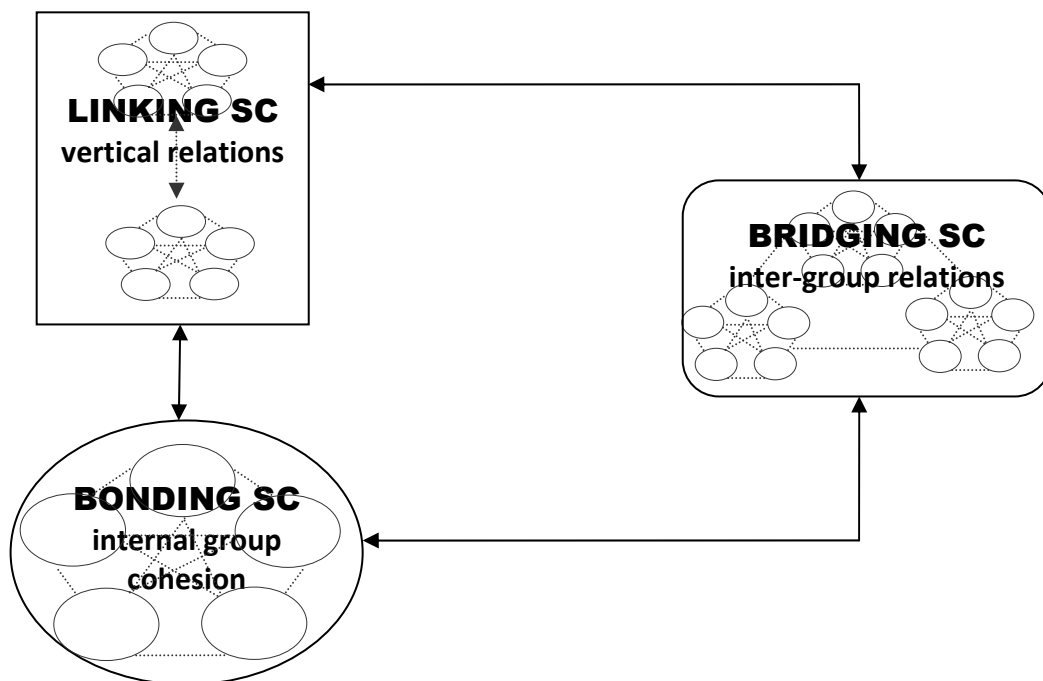 LINKING SC
vertical relations
BRIDGING SC
inter-group relations
BONDING SC
internal group
cohesion